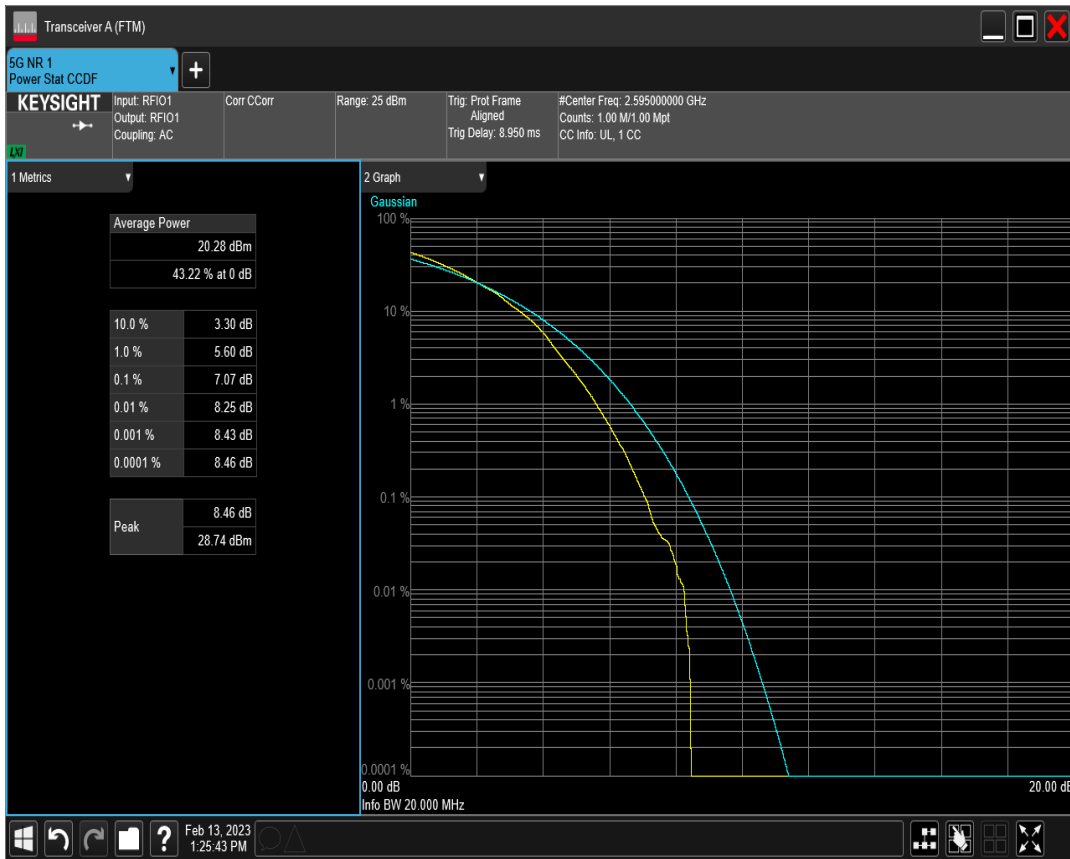 Transceiver A (FTM)
5G NR 1
Power Stat CCDF
+
KEYSIGHT
LXI
Input: RFIO1
Output: RFIO1
Coupling: AC
Corr CCorr
Range: 25 dBm
Trig: Prot Frame
Aligned
Trig Delay: 8.950 ms
#Center Freq: 2.595000000 GHz
Counts: 1.00 M/1.00 Mpt
CC Info: UL, 1 CC
1 Metrics
Average Power
20.28 dBm
43.22 % at 0 dB
10.0 % 3.30 dB
1.0 % 5.60 dB
0.1 % 7.07 dB
0.01 % 8.25 dB
0.001 % 8.43 dB
0.0001 % 8.46 dB
Peak
8.46 dB
28.74 dBm
2 Graph
Gaussian
100 %
10 %
1 %
0.1 %
0.01 %
0.001 %
0.0001 %
0.00 dB
20.00 dB
Info BW 20.000 MHz
?
Feb 13, 2023
1:25:43 PM